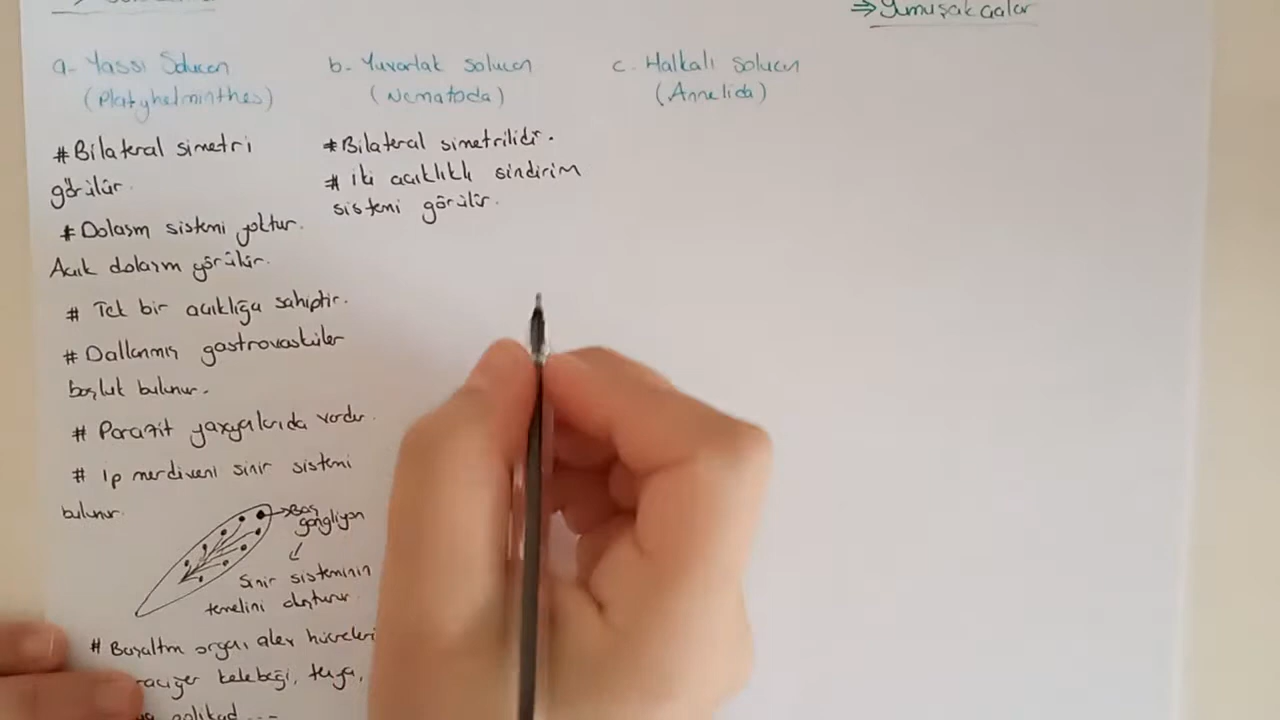 ⇒ Yumuşakçalar
a- Yassı Solucan
(Platyhelminthes)
# Bilateral simetri
görülür.
# Dolaşım sistemi yoktur.
Açık dolaşım görülür.
# Tek bir açıklığa sahiptir.
# Dallanmış gastrovasküler
boşluk bulunur.
# Parazit yaşayanlarıda vardır.
# ip merdiveni sinir sistemi
bulunur.
Baş
gangliyon
Sinir sisteminin
temelini oluşturur.
# Boşaltım organı, alev hücreleri
kelebeği, tenya,
b- Yuvarlak solucan
(Nematoda)
* Bilateral simetrilidir.
# iki açıklıklı sindirim
sistemi görülür.
c. Halkalı solucan
(Annelida)